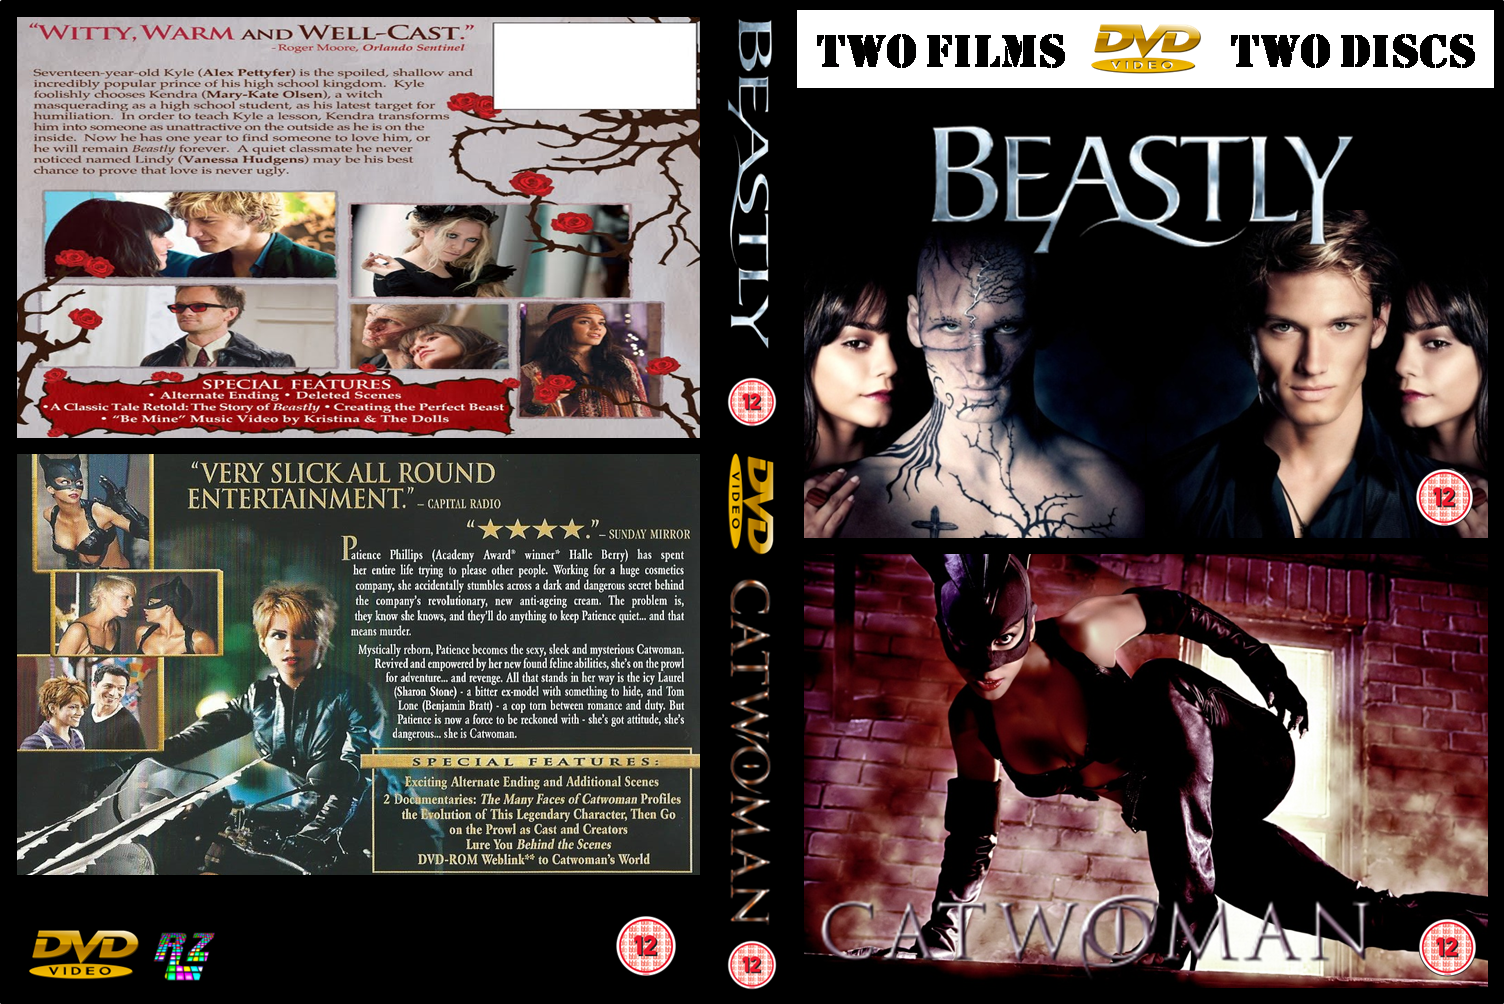 "WITTY, WARM AND WELL-CAST."
-Roger Moore, Orlando Sentinel
Seventeen-year-old Kyle (Alex Pettyfer) is the spoiled, shallow and
incredibly popular prince of his high school kingdom. Kyle
foolishly chooses Kendra (Mary-Kate Olsen), a witch
masquerading as a high school student, as his latest target for
humiliation. In order to teach Kyle a lesson, Kendra transforms
him into someone as unattractive on the outside as he is on the
inside. Now he has one year to find someone to love him, or
he will remain Beastly forever. A quiet classmate he never
noticed named Lindy (Vanessa Hudgens) may be his best
chance to prove that love is never ugly.
SPECIAL FEATURES
• Alternate Ending • Deleted Scenes
• A Classic Tale Retold: The Story of Beastly • Creating the Perfect Beast
• "Be Mine" Music Video by Kristina & The Dolls
"VERY SLICK ALL ROUND
ENTERTAINMENT." – CAPITAL RADIO
"★★★★." – SUNDAY MIRROR
Patience Phillips (Academy Award® winner* Halle Berry) has spent
her entire life trying to please other people. Working for a huge cosmetics
company, she accidentally stumbles across a dark and dangerous secret behind
the company's revolutionary, new anti-ageing cream. The problem is,
they know she knows, and they'll do anything to keep Patience quiet... and that
means murder.
Mystically reborn, Patience becomes the sexy, sleek and mysterious Catwoman.
Revived and empowered by her new found feline abilities, she's on the prowl
for adventure... and revenge. All that stands in her way is the icy Laurel
(Sharon Stone) - a bitter ex-model with something to hide, and Tom
Lone (Benjamin Bratt) - a cop torn between romance and duty. But
Patience is now a force to be reckoned with - she's got attitude, she's
dangerous... she is Catwoman.
SPECIAL FEATURES:
Exciting Alternate Ending and Additional Scenes
2 Documentaries: The Many Faces of Catwoman Profiles
the Evolution of This Legendary Character, Then Go
on the Prowl as Cast and Creators
Lure You Behind the Scenes
DVD-ROM Weblink** to Catwoman's World
DVD
VIDEO
RZ
12
BEASTLY
12
DVD
VIDEO
CATWOMAN
12
TWO FILMS
DVD
VIDEO
TWO DISCS
BEASTLY
12
CATWOMAN
12